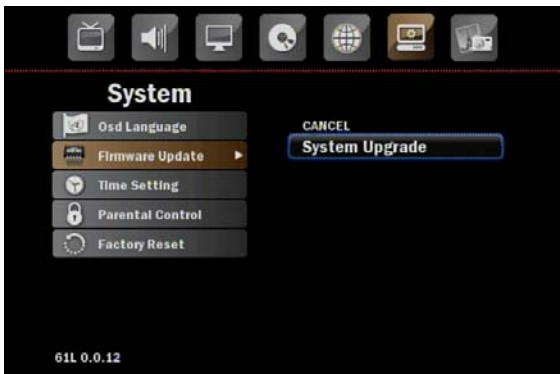 System
Osd Language
Firmware Update
Time Setting
Parental Control
Factory Reset
CANCEL
System Upgrade
61L 0.0.12